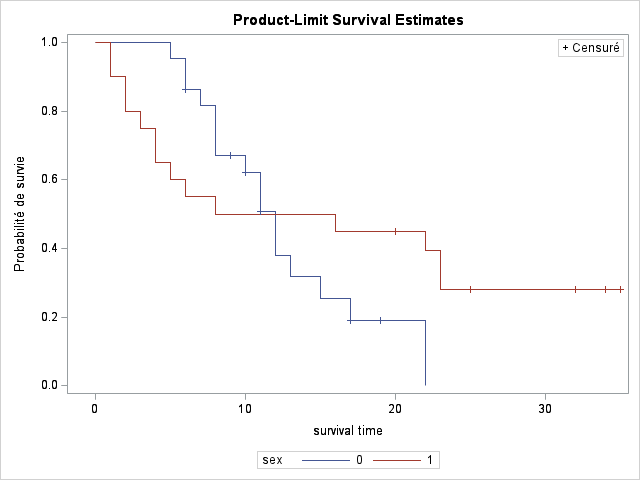 Product-Limit Survival Estimates
+ Censuré
1.0
0.8
0.6
0.4
0.2
0.0
Probabilité de survie
0 10 20 30
survival time
sex 0 1